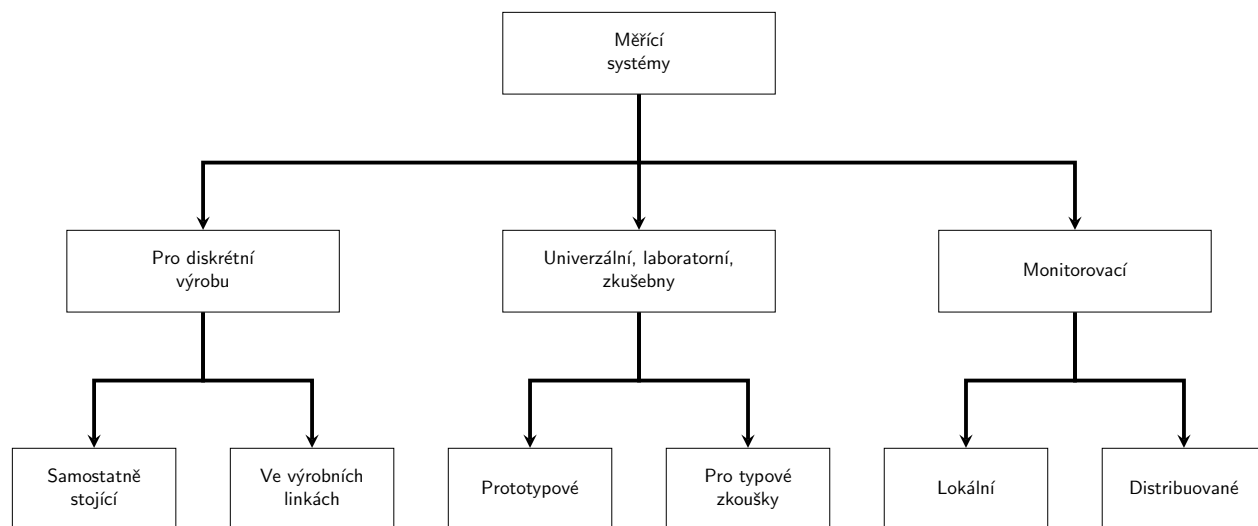 Měřící
systémy
Pro diskrétní
výrobu
Univerzální, laboratorní,
zkušebny
Monitorovací
Samostatně
stojící
Ve výrobních
linkách
Prototypové
Pro typové
zkoušky
Lokální
Distribuované